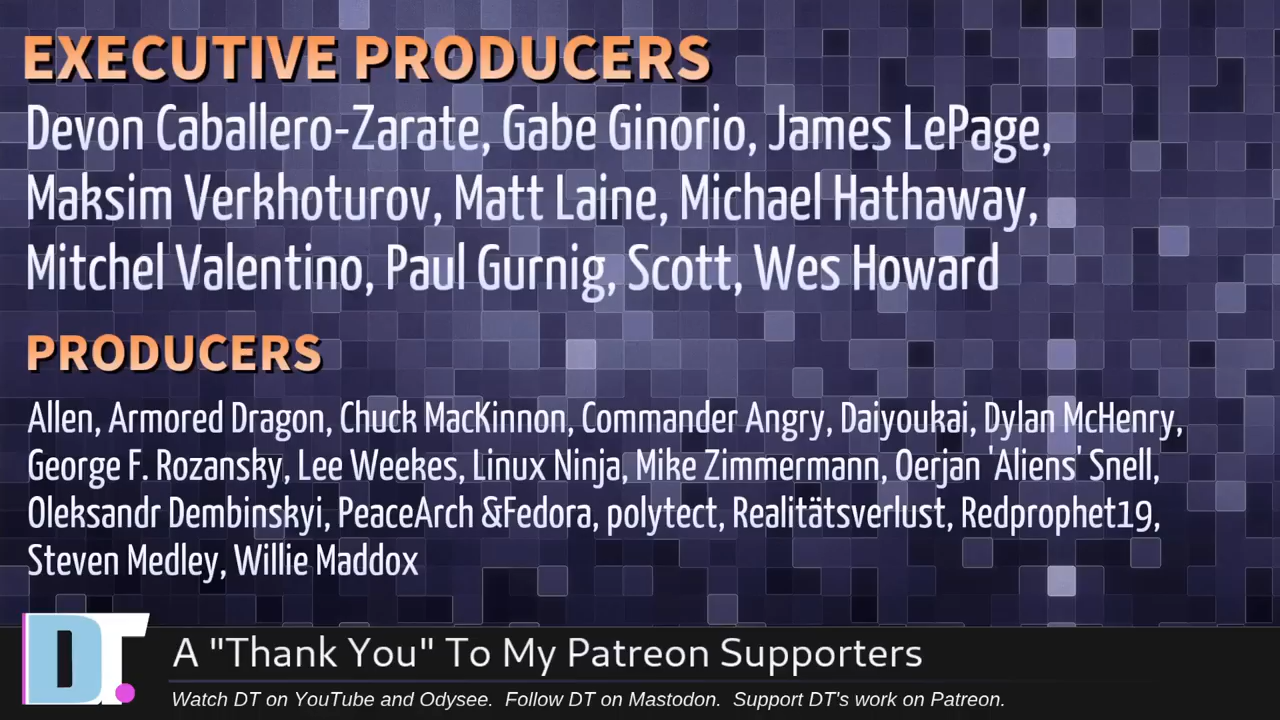 EXECUTIVE PRODUCERS
Devon Caballero-Zarate, Gabe Ginorio, James LePage,
Maksim Verkhoturov, Matt Laine, Michael Hathaway,
Mitchel Valentino, Paul Gurnig, Scott, Wes Howard
PRODUCERS
Allen, Armored Dragon, Chuck MacKinnon, Commander Angry, Daiyoukai, Dylan McHenry,
George F. Rozansky, Lee Weekes, Linux Ninja, Mike Zimmermann, Oerjan 'Aliens' Snell,
Oleksandr Dembinskyi, PeaceArch &Fedora, polytect, Realitätsverlust, Redprophet19,
Steven Medley, Willie Maddox
DT.
A "Thank You" To My Patreon Supporters
Watch DT on YouTube and Odysee. Follow DT on Mastodon. Support DT's work on Patreon.